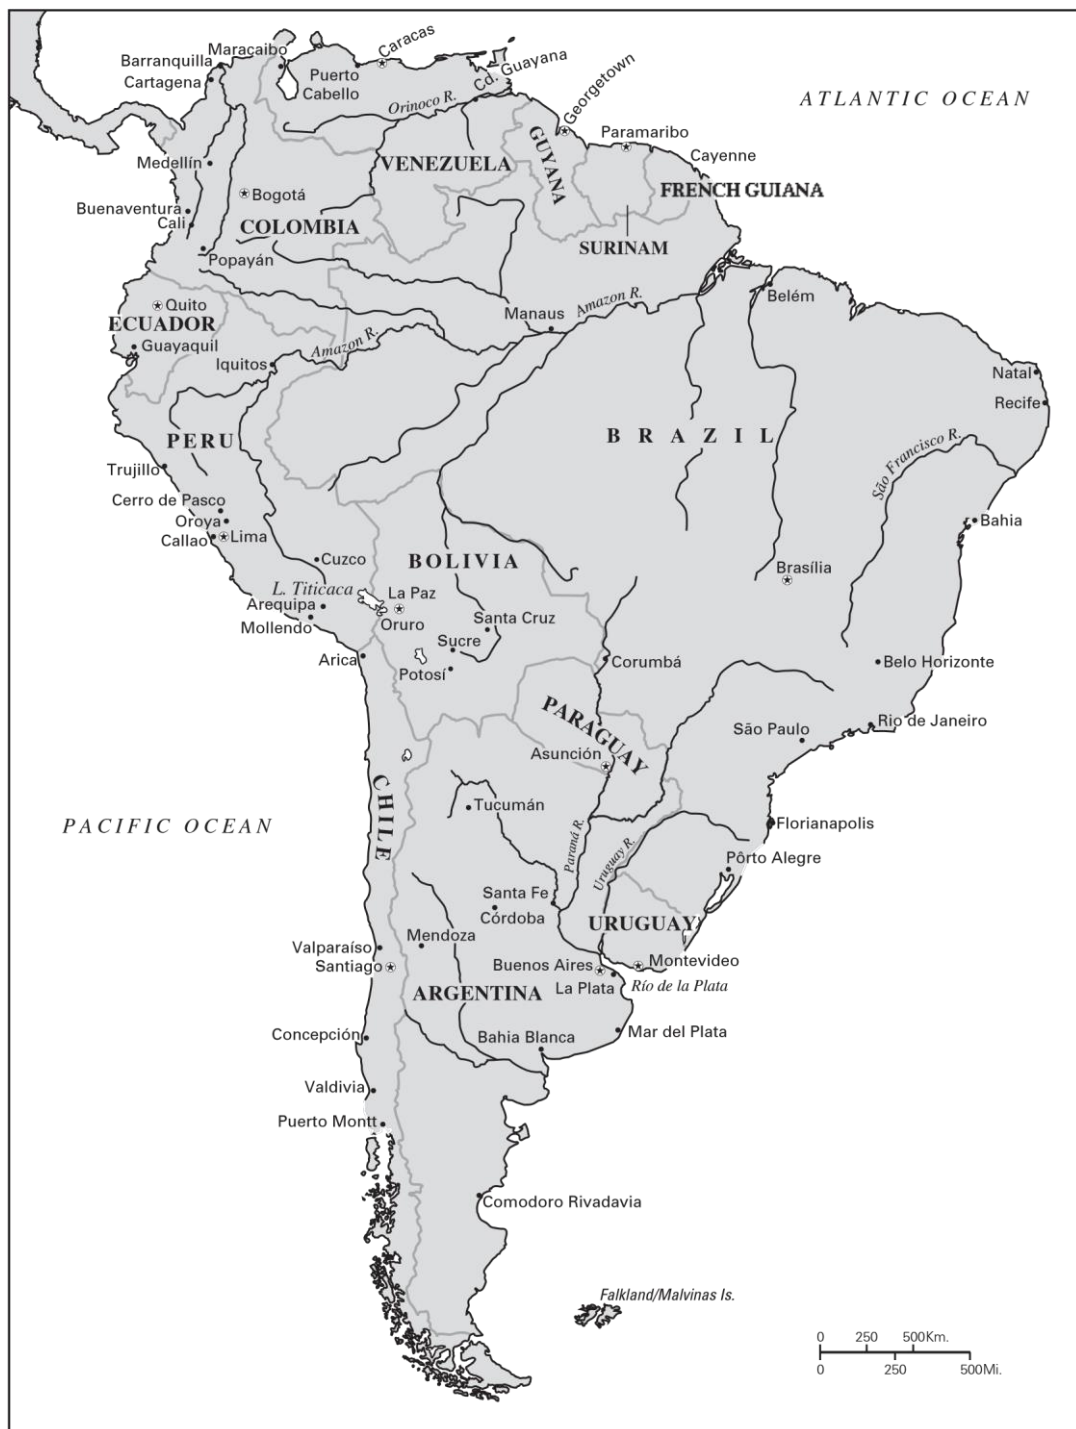 Caracas
Maracaibo
Barranquilla
Cartagena
Puerto
Cabello
Cd. Guayana
Orinoco R.
Georgetown
ATLANTIC OCEAN
Paramaribo
Cayenne
Medellín
VENEZUELA
GUYANA
FRENCH GUIANA
Bogotá
Buenaventura
Cali
COLOMBIA
SURINAM
Popayán
Quito
ECUADOR
Guayaquil
Iquitos
Amazon R.
Manaus
Amazon R.
Belém
Natal
Recife
PERU
BRAZIL
São Francisco R.
Trujillo
Cerro de Pasco
Oroya
Callao
Lima
Bahia
Cuzco
BOLIVIA
Brasília
L. Titicaca
La Paz
Arequipa
Mollendo
Oruro
Santa Cruz
Sucre
Arica
Potosí
Corumbá
Belo Horizonte
PARAGUAY
São Paulo
Rio de Janeiro
Asunción
CHILE
Tucumán
PACIFIC OCEAN
Paraná R.
Uruguay R.
Florianapolis
Pôrto Alegre
Santa Fe
Córdoba
URUGUAY
Mendoza
Valparaíso
Santiago
Buenos Aires
Montevideo
La Plata
Río de la Plata
ARGENTINA
Concepción
Bahia Blanca
Mar del Plata
Valdivia
Puerto Montt
Comodoro Rivadavia
Falkland/Malvinas Is.
0 250 500Km.
0 250 500Mi.